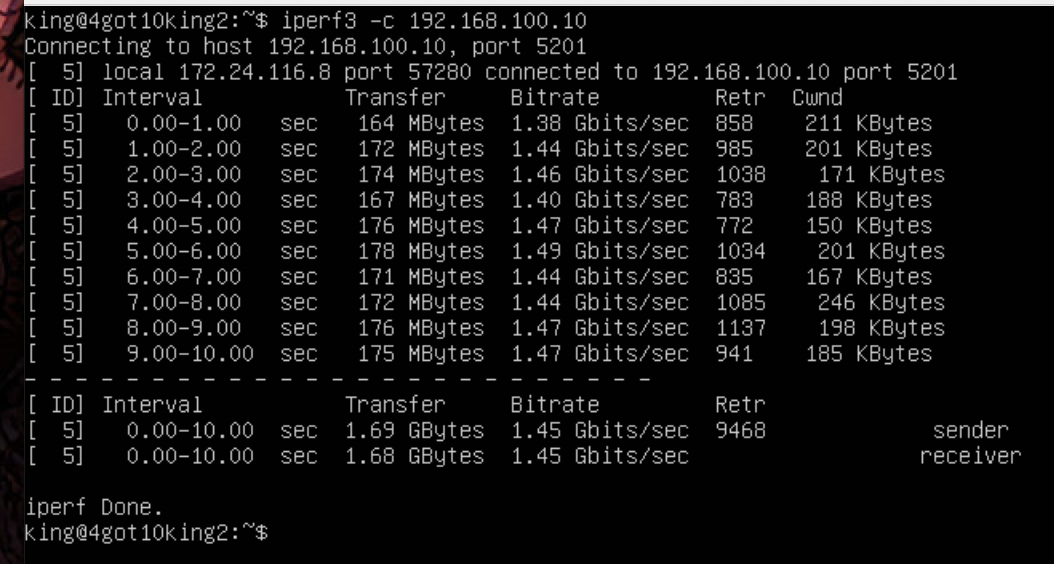 king@4got10king2:~$ iperf3 -c 192.168.100.10
Connecting to host 192.168.100.10, port 5201
[  5] local 172.24.116.8 port 57280 connected to 192.168.100.10 port 5201
[ ID] Interval           Transfer     Bitrate         Retr  Cwnd
[  5]   0.00-1.00   sec   164 MBytes  1.38 Gbits/sec  858    211 KBytes
[  5]   1.00-2.00   sec   172 MBytes  1.44 Gbits/sec  985    201 KBytes
[  5]   2.00-3.00   sec   174 MBytes  1.46 Gbits/sec  1038    171 KBytes
[  5]   3.00-4.00   sec   167 MBytes  1.40 Gbits/sec  783    188 KBytes
[  5]   4.00-5.00   sec   176 MBytes  1.47 Gbits/sec  772    150 KBytes
[  5]   5.00-6.00   sec   178 MBytes  1.49 Gbits/sec  1034    201 KBytes
[  5]   6.00-7.00   sec   171 MBytes  1.44 Gbits/sec  835    167 KBytes
[  5]   7.00-8.00   sec   172 MBytes  1.44 Gbits/sec  1085    246 KBytes
[  5]   8.00-9.00   sec   176 MBytes  1.47 Gbits/sec  1137    198 KBytes
[  5]   9.00-10.00  sec   175 MBytes  1.47 Gbits/sec  941    185 KBytes
- - - - - - - - - - - - - - - - - - - - - - - - -
[ ID] Interval           Transfer     Bitrate         Retr
[  5]   0.00-10.00  sec  1.69 GBytes  1.45 Gbits/sec  9468             sender
[  5]   0.00-10.00  sec  1.68 GBytes  1.45 Gbits/sec                  receiver
iperf Done.
king@4got10king2:~$